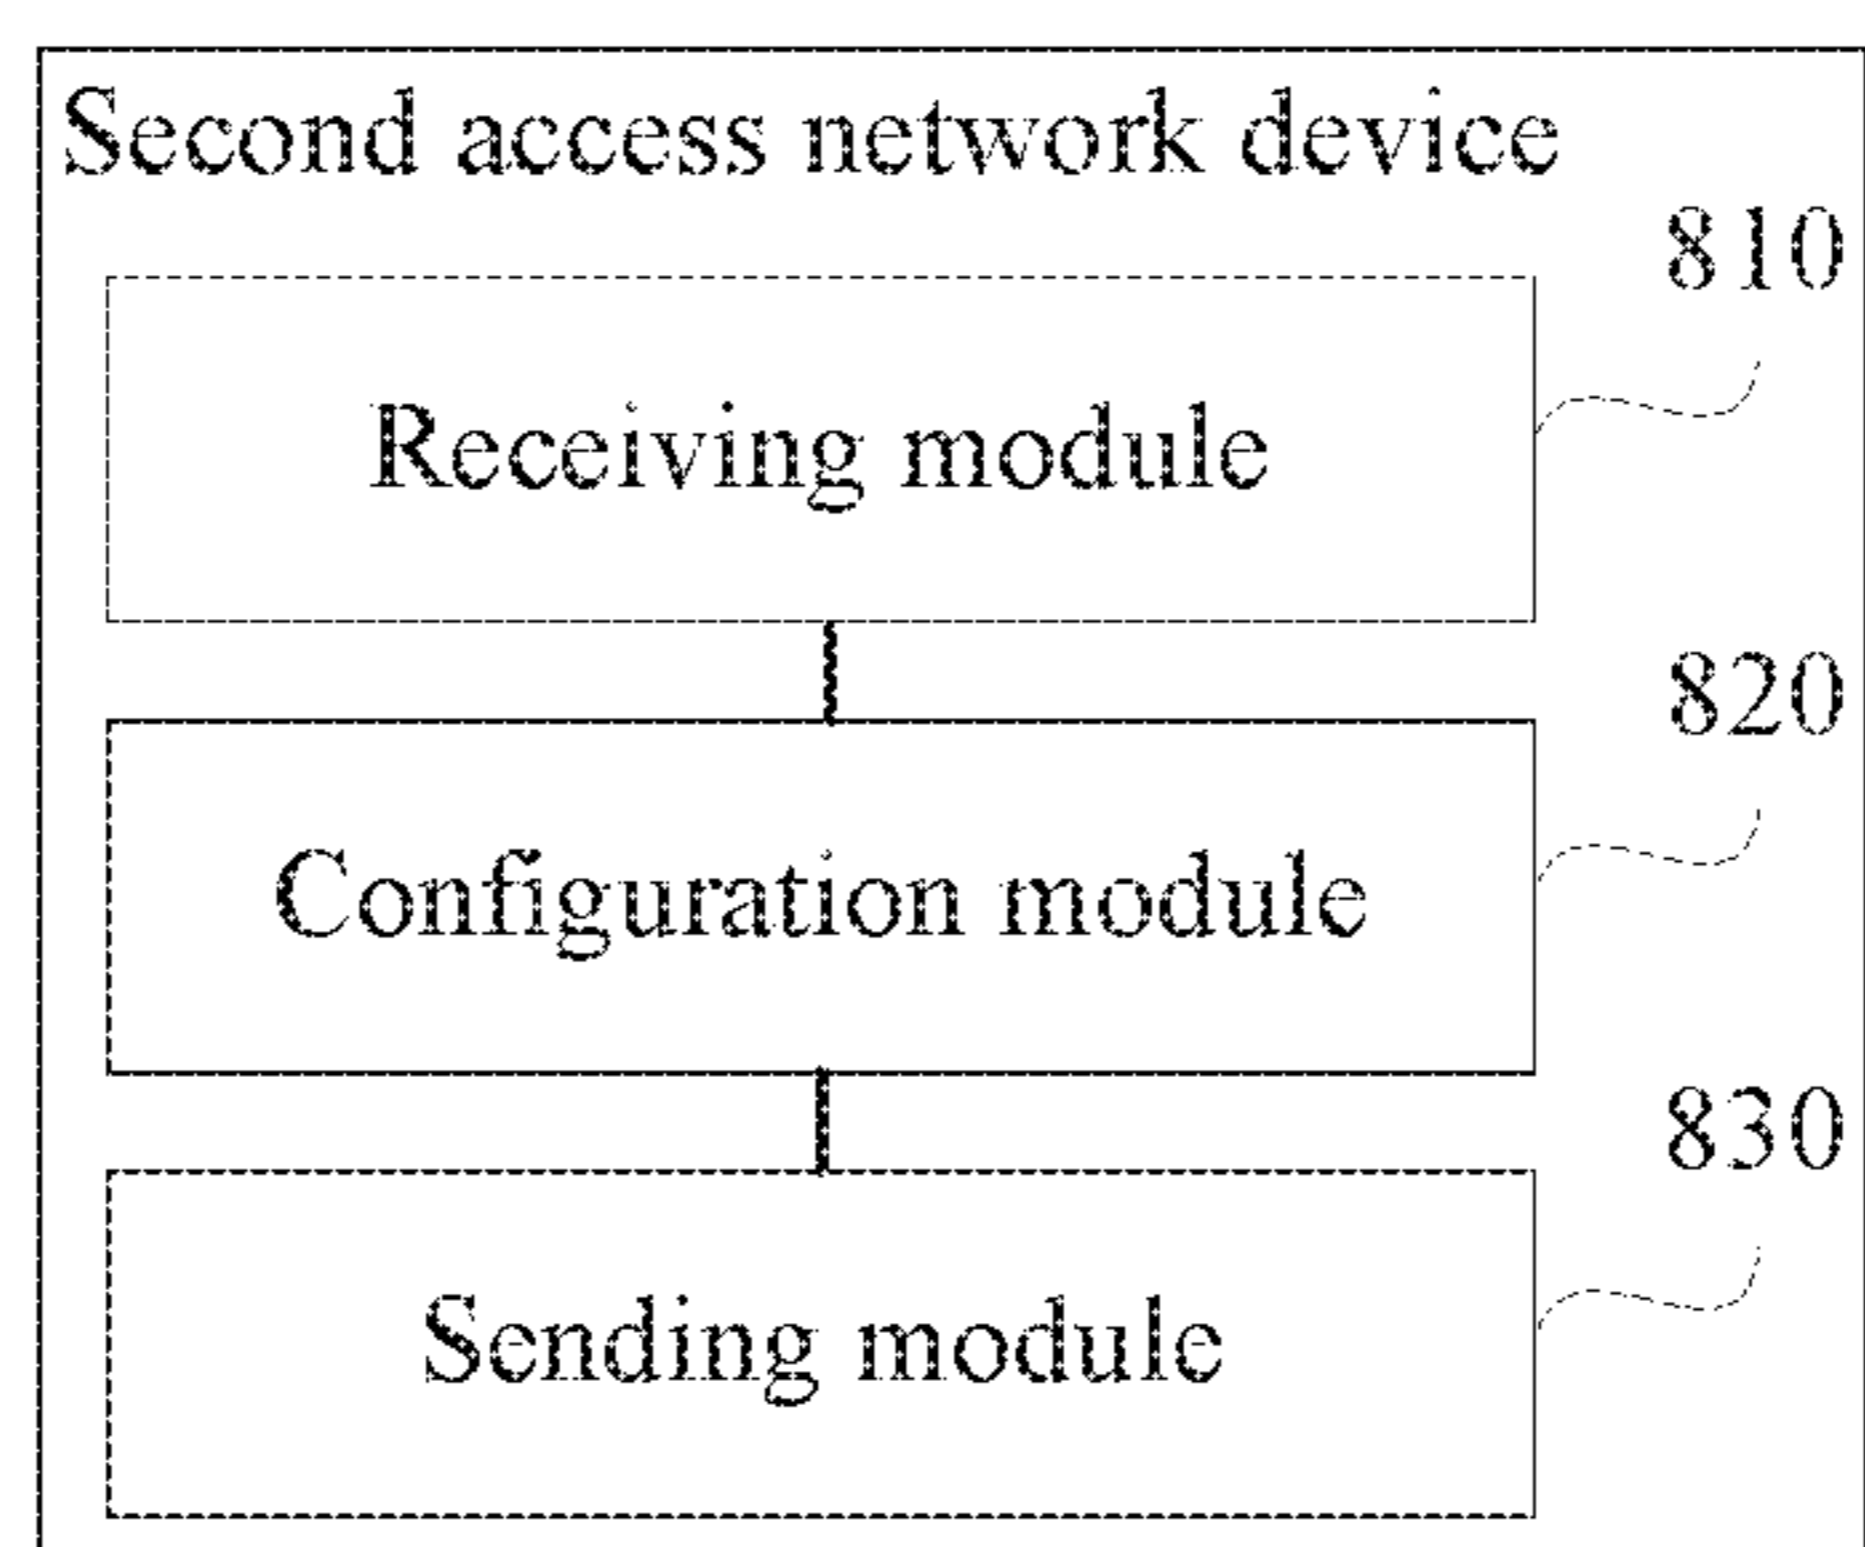 Second access network device
810
Receiving module
820
Configuration module
830
Sending module